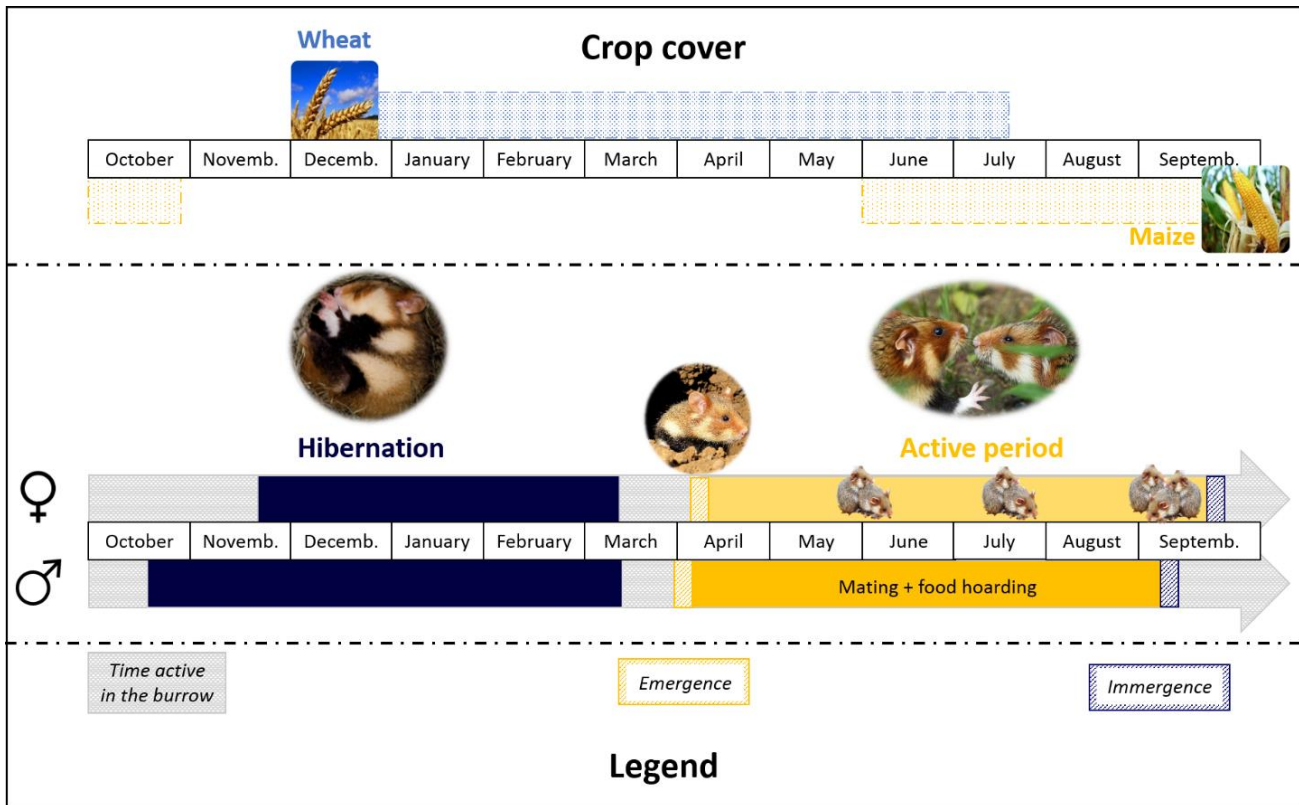 Wheat
Crop cover
October Novemb. Decemb. January February March April May June July August Septemb.
Maize
Hibernation
Active period
♀
October Novemb. Decemb. January February March April May June July August Septemb.
♂
Mating + food hoarding
Time active
in the burrow
Emergence
Immergence
Legend